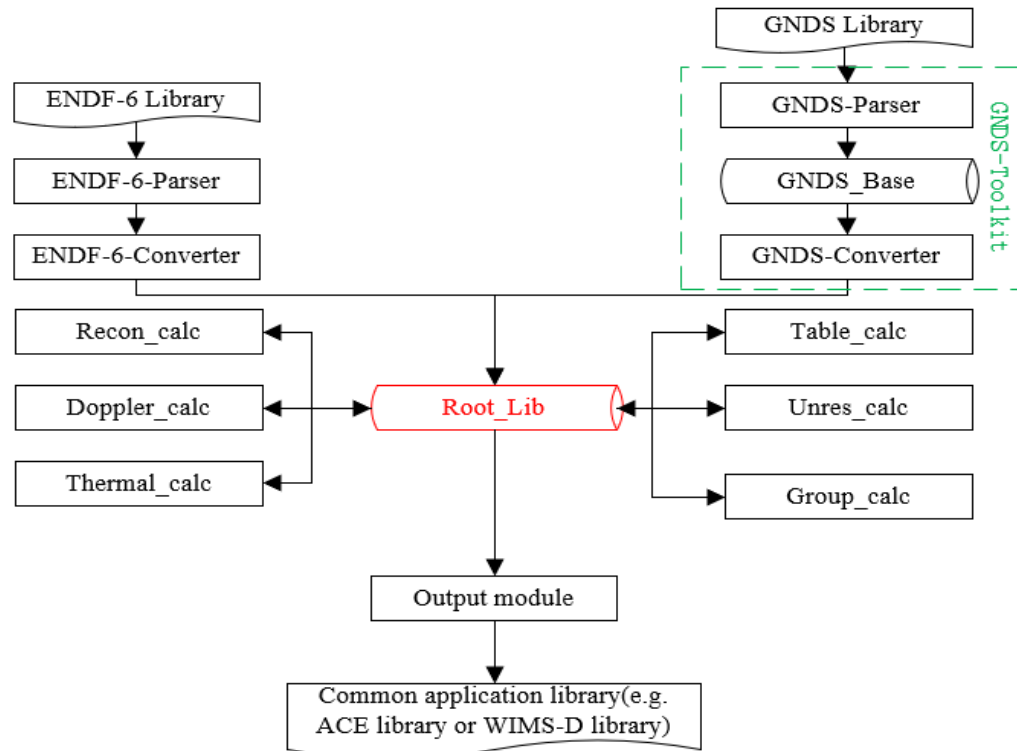 GNDS Library
ENDF-6 Library
GNDS-Parser
ENDF-6-Parser
GNDS_Base
GNDS-Toolkit
ENDF-6-Converter
GNDS-Converter
Recon_calc
Table_calc
Doppler_calc
Root_Lib
Unres_calc
Thermal_calc
Group_calc
Output module
Common application library(e.g.
ACE library or WIMS-D library)